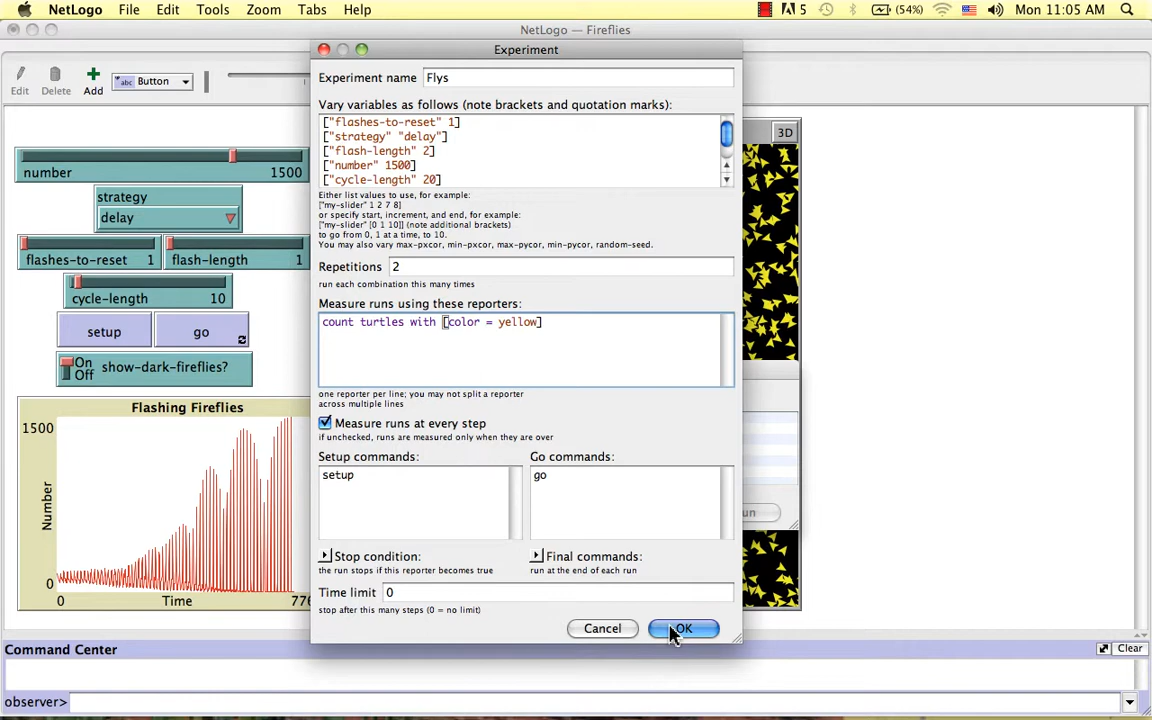 NetLogo File Edit Tools Zoom Tabs Help
A 5 (54%) Mon 11:05 AM
NetLogo — Fireflies
Experiment
Edit Delete Add
abc Button
3D
Experiment name Flys
Vary variables as follows (note brackets and quotation marks):
["flashes-to-reset" 1]
["strategy" "delay"]
["flash-length" 2]
["number" 1500]
["cycle-length" 20]
Either list values to use, for example:
["my-slider" 1 2 7 8]
or specify start, increment, and end, for example:
["my-slider" [0 1 10]] (note additional brackets)
to go from 0, 1 at a time, to 10.
You may also vary max-pxcor, min-pxcor, max-pycor, min-pycor, random-seed.
Repetitions 2
run each combination this many times
Measure runs using these reporters:
count turtles with [color = yellow]
one reporter per line; you may not split a reporter
across multiple lines
Measure runs at every step
if unchecked, runs are measured only when they are over
Setup commands: Go commands:
setup go
Stop condition: Final commands:
the run stops if this reporter becomes true run at the end of each run
Time limit 0
stop after this many steps (0 = no limit)
Cancel OK
number 1500
strategy
delay
flashes-to-reset 1 flash-length 1
cycle-length 10
setup go
On
Off show-dark-fireflies?
Flashing Fireflies
1500
Number
0
0 Time 776
un
Command Center Clear
observer>